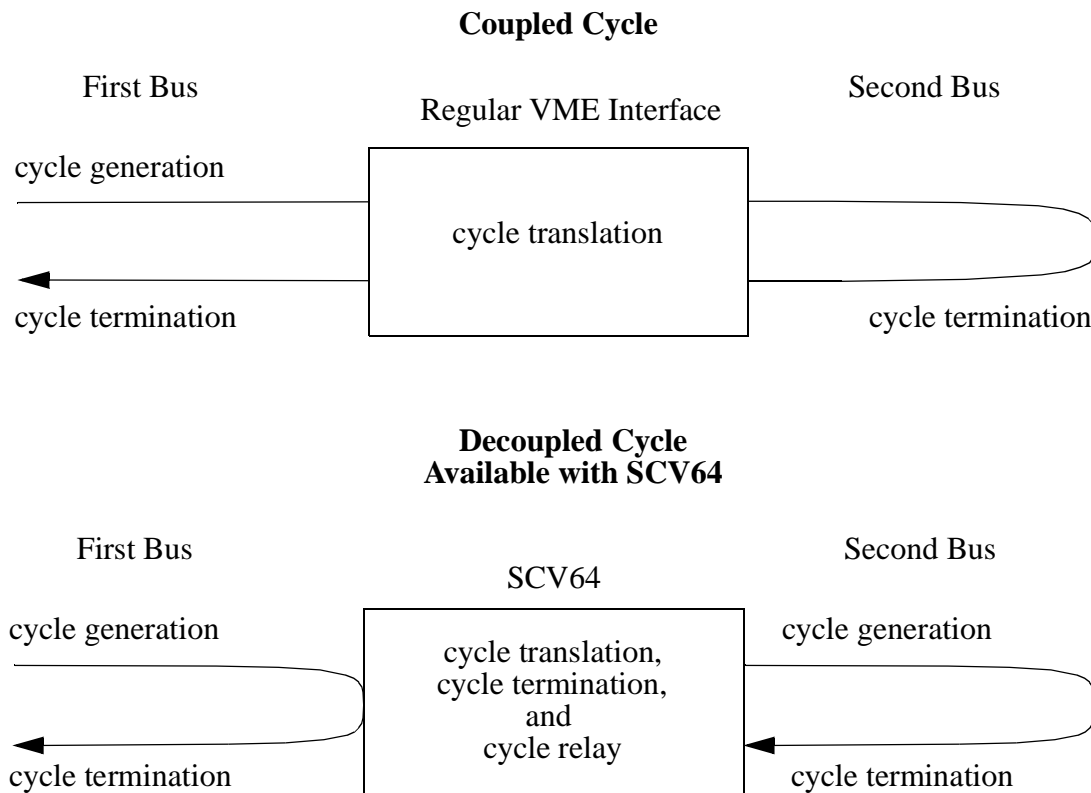 Coupled Cycle
First Bus
Second Bus
Regular VME Interface
cycle generation
cycle translation
cycle termination
cycle termination
Decoupled Cycle
Available with SCV64
First Bus
Second Bus
SCV64
cycle generation
cycle generation
cycle translation,
cycle termination,
and
cycle relay
cycle termination
cycle termination